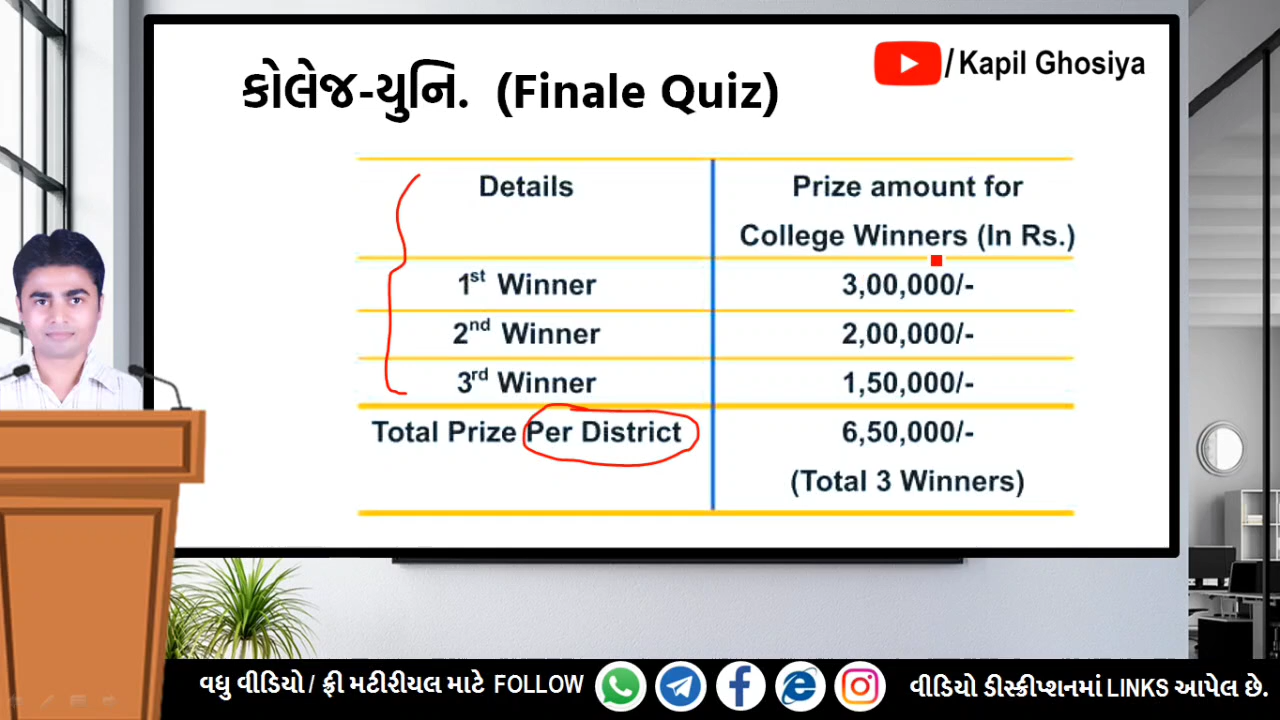 કોલેજ-યુનિ. (Finale Quiz)
/Kapil Ghosiya
Details
Prize amount for
College Winners (In Rs.)
1st Winner
3,00,000/-
2nd Winner
2,00,000/-
3rd Winner
1,50,000/-
Total Prize Per District
6,50,000/-
(Total 3 Winners)
વધુ વીડિયો / ફ્રી મટીરીયલ માટે FOLLOW
વીડિયો ડીસ્ક્રીપ્શનમાં LINKS આપેલ છે.